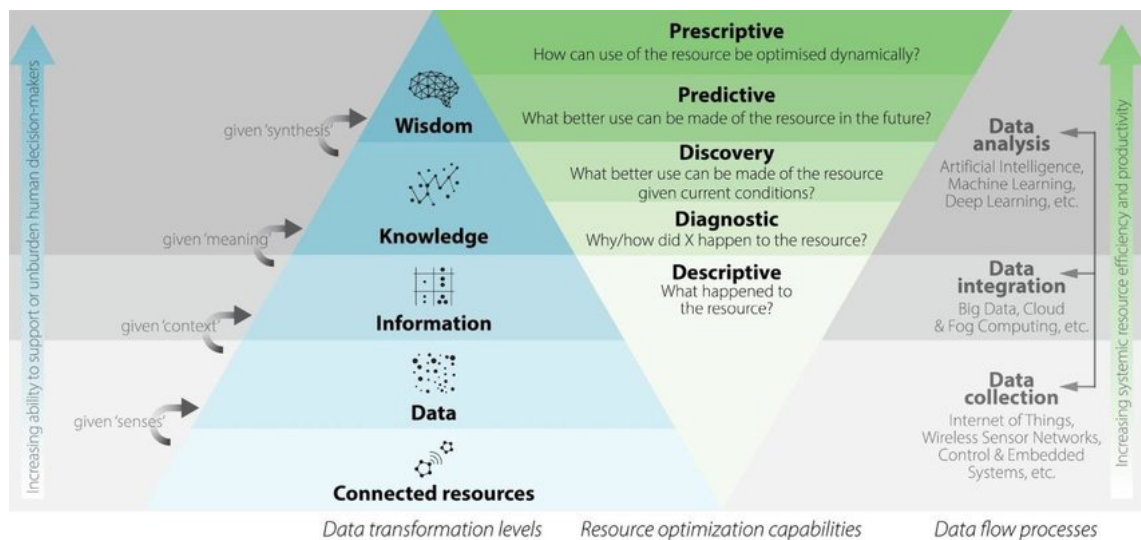 Increasing ability to support or unburden human decision-makers
given 'synthesis'
given 'meaning'
given 'context'
given 'senses'
Wisdom
Knowledge
Information
Data
Connected resources
Prescriptive
How can use of the resource be optimised dynamically?
Predictive
What better use can be made of the resource in the future?
Discovery
What better use can be made of the resource
given current conditions?
Diagnostic
Why/how did X happen to the resource?
Descriptive
What happened to
the resource?
Data
analysis
Artificial Intelligence,
Machine Learning,
Deep Learning, etc.
Data
integration
Big Data, Cloud
& Fog Computing, etc.
Data
collection
Internet of Things,
Wireless Sensor Networks,
Control & Embedded
Systems, etc.
Increasing systemic resource efficiency and productivity
Data transformation levels
Resource optimization capabilities
Data flow processes